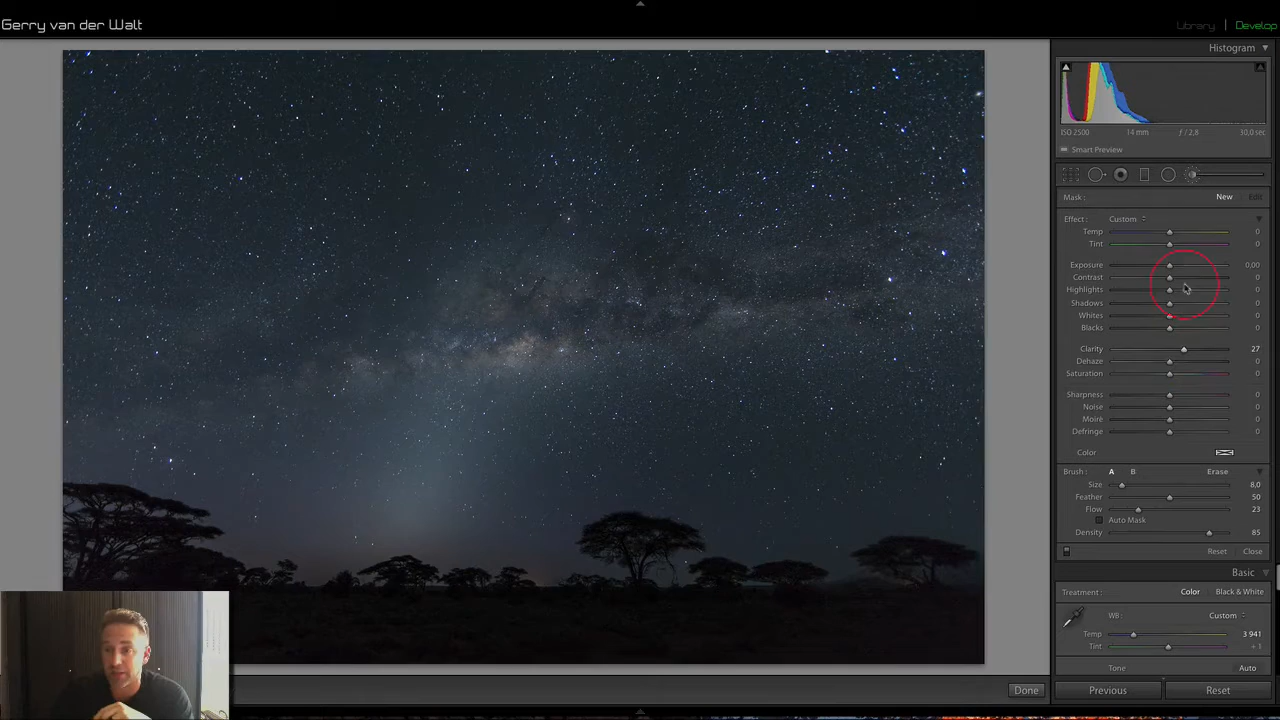 Gerry van der Walt
Library | Develop
Histogram
ISO 2500 14 mm ƒ / 2,8 30,0 sec
Smart Preview
Mask : New Edit
Effect : Custom
Temp 0
Tint 0
Exposure 0,00
Contrast 0
Highlights 0
Shadows 0
Whites 0
Blacks 0
Clarity 27
Dehaze 0
Saturation 0
Sharpness 0
Noise 0
Moiré 0
Defringe 0
Color
Brush : A B Erase
Size 8,0
Feather 50
Flow 23
Auto Mask
Density 85
Reset Close
Basic
Treatment : Color Black & White
WB : Custom
Temp 3 941
Tint + 1
Tone Auto
Done Previous Reset